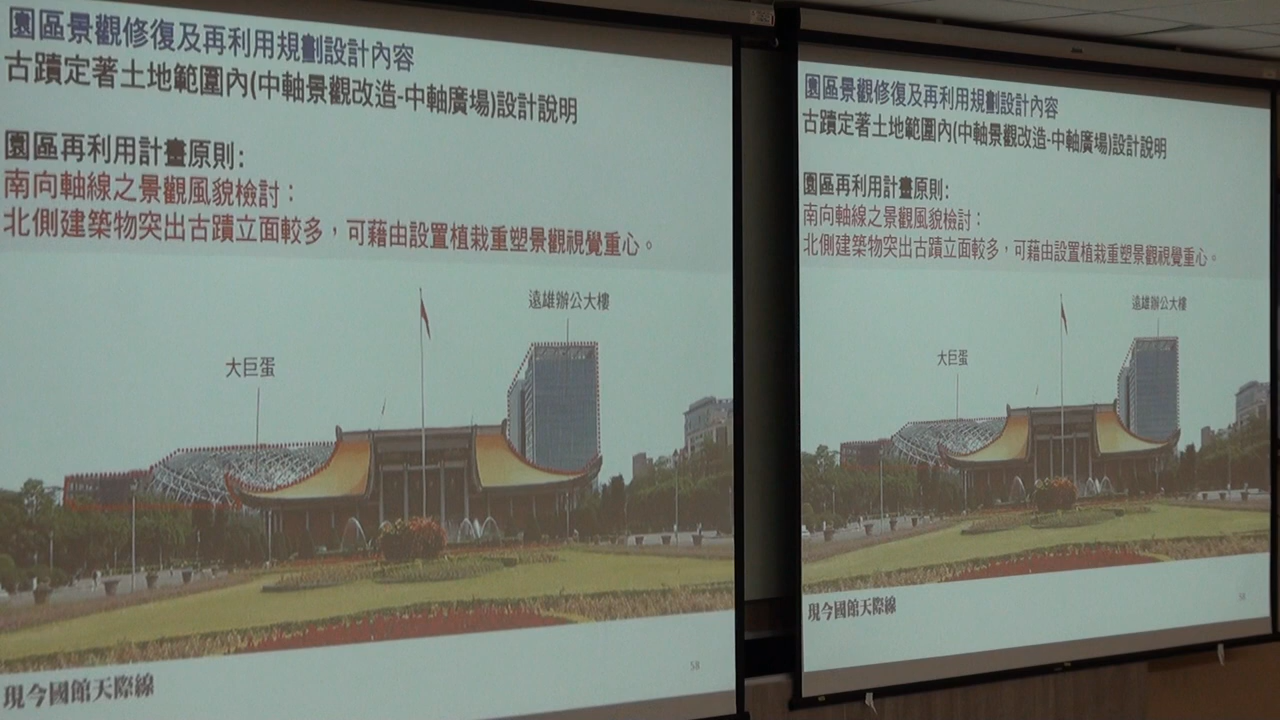 園區景觀修復及再利用規劃設計內容
古蹟定著土地範圍內(中軸景觀改造-中軸廣場)設計說明
園區再利用計畫原則:
南向軸線之景觀風貌檢討：
北側建築物突出古蹟立面較多，可藉由設置植栽重塑景觀視覺重心。
遠雄辦公大樓
大巨蛋
現今國館天際線
58
園區景觀修復及再利用規劃設計內容
古蹟定著土地範圍內(中軸景觀改造-中軸廣場)設計說明
園區再利用計畫原則:
南向軸線之景觀風貌檢討：
北側建築物突出古蹟立面較多，可藉由設置植栽重塑景觀視覺重心。
遠雄辦公大樓
大巨蛋
現今國館天際線
58